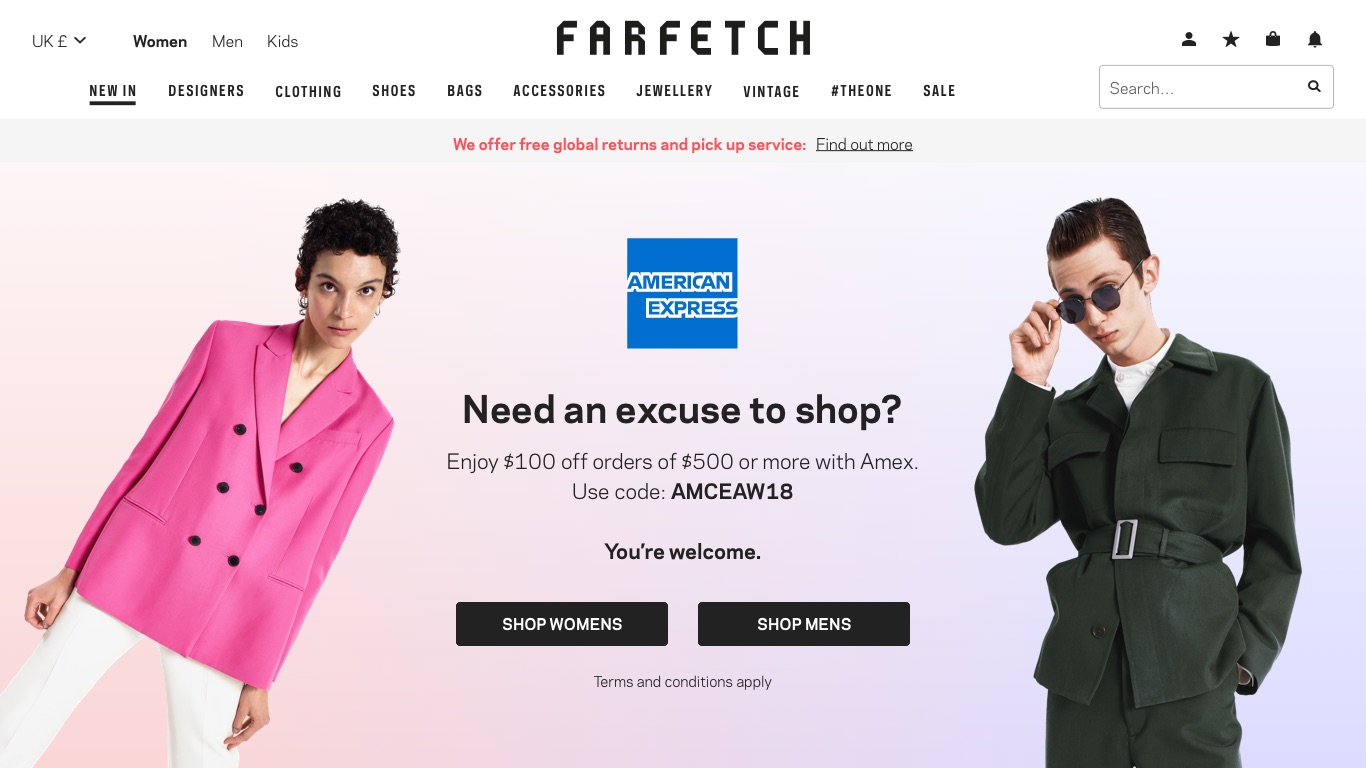 UK £
Women
Men
Kids
FARFETCH
NEW IN
DESIGNERS
CLOTHING
SHOES
BAGS
ACCESSORIES
JEWELLERY
VINTAGE
#THEONE
SALE
Search...
We offer free global returns and pick up service: Find out more
AMERICAN
EXPRESS
Need an excuse to shop?
Enjoy $100 off orders of $500 or more with Amex.
Use code: AMCEAW18
You're welcome.
SHOP WOMENS
SHOP MENS
Terms and conditions apply